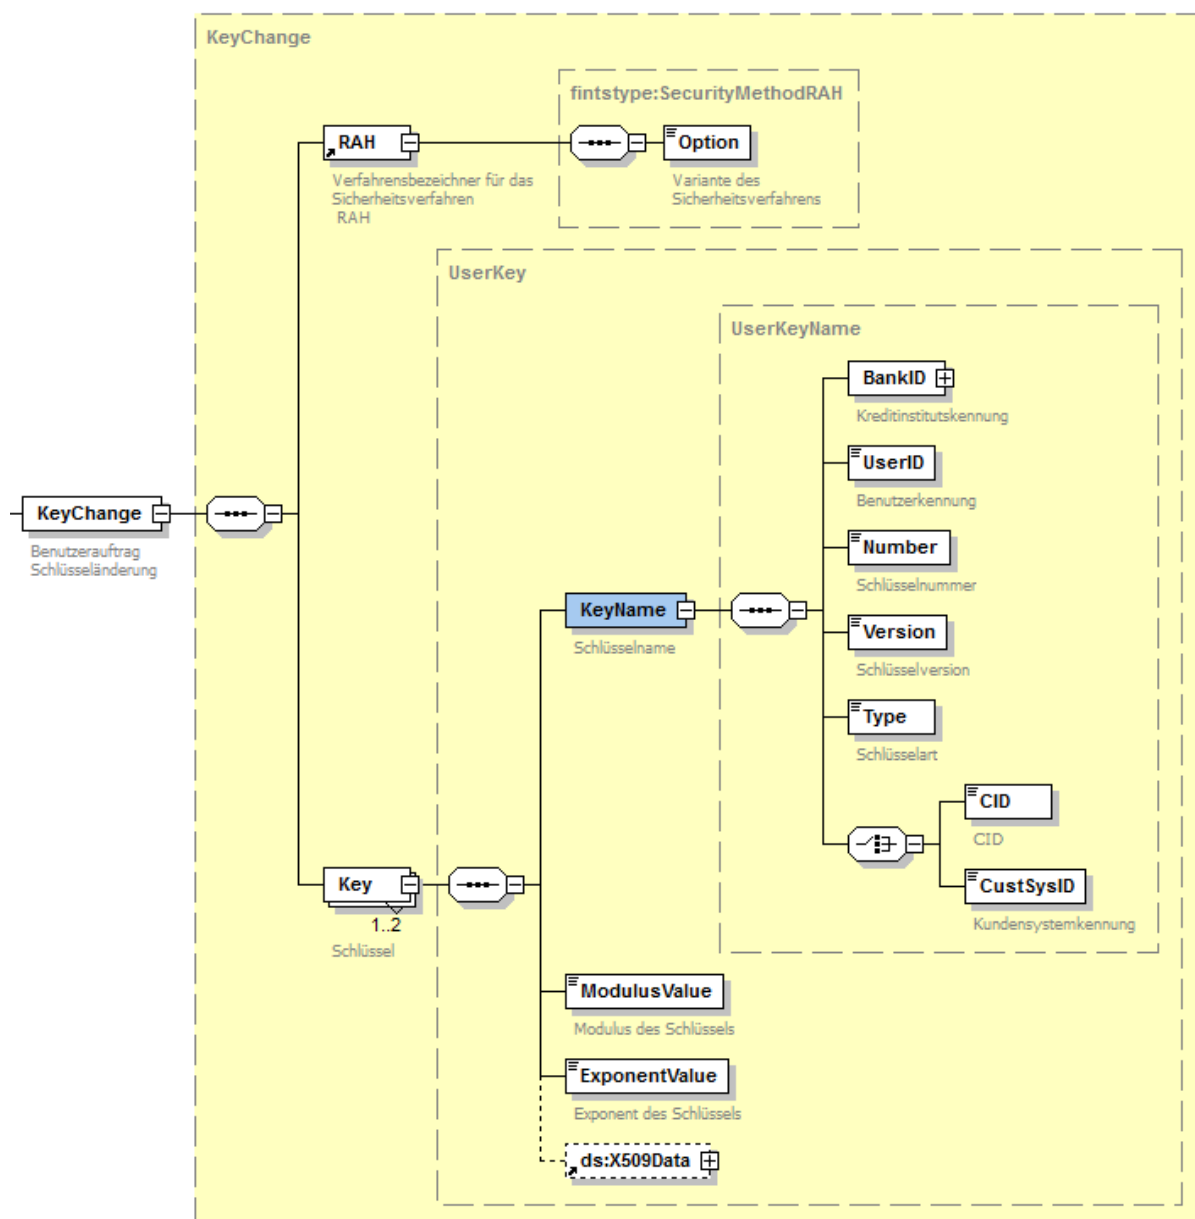 KeyChange
fintstype:SecurityMethodRAH
RAH
Option
Verfahrensbezeichner für das
Sicherheitsverfahren
RAH
Variante des
Sicherheitsverfahrens
UserKey
UserKeyName
BankID
Kreditinstitutskennung
UserID
Benutzerkennung
KeyChange
Benutzerauftrag
Schlüsseländerung
Number
Schlüsselnummer
KeyName
Schlüsselname
Version
Schlüsselversion
Type
Schlüsselart
CID
CID
Key
1..2
Schlüssel
CustSysID
Kundensystemkennung
ModulusValue
Modulus des Schlüssels
ExponentValue
Exponent des Schlüssels
ds:X509Data